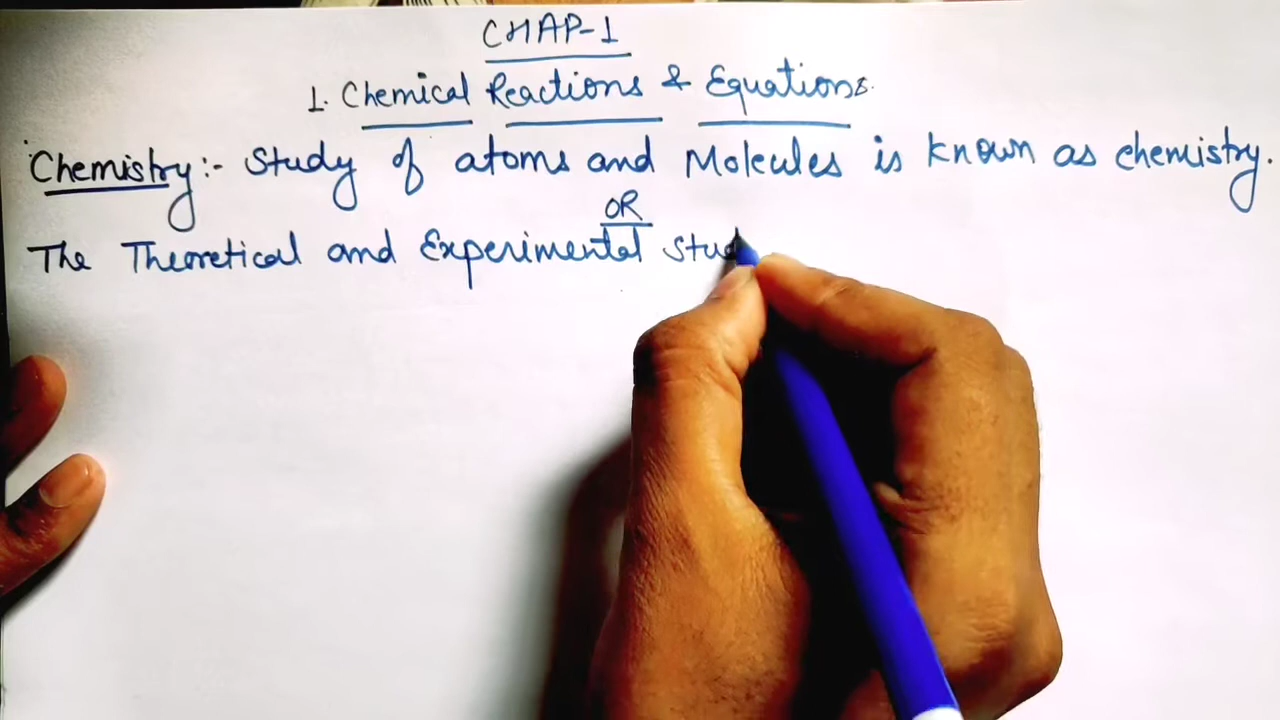 CHAP-1
1. Chemical Reactions & Equations.
Chemistry:- Study of atoms and Molecules is known as chemistry.
OR
The Theoretical and Experimental Stud